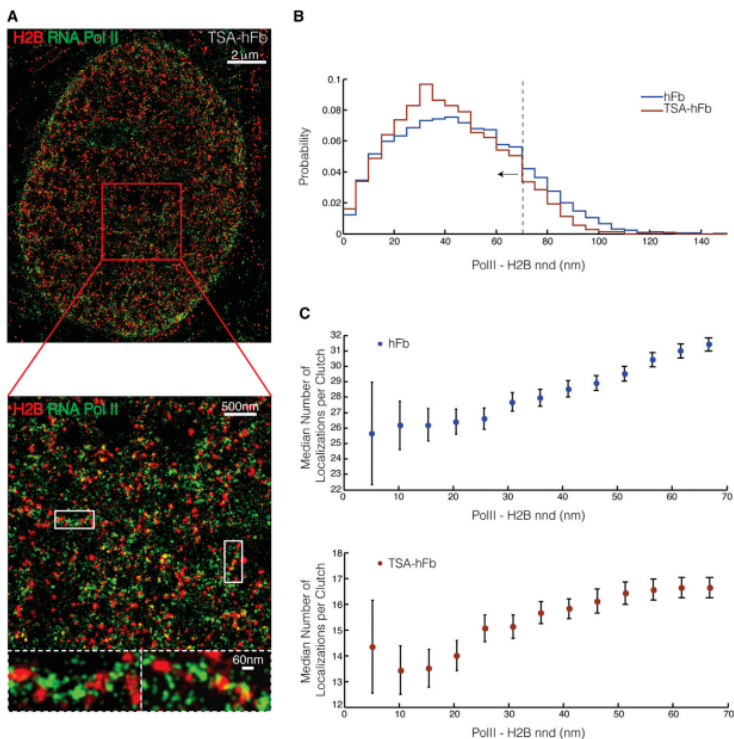 A
H2B RNA Pol II
TSA-hFb
2 μm
H2B RNA Pol II
500nm
60nm
B
0.1
0.08
0.06
0.04
0.02
0
Probability
0 20 40 60 80 100 120 140
PolII - H2B nnd (nm)
hFb
TSA-hFb
C
32
31
30
29
28
27
26
25
24
23
22
Median Number of
Localizations per Clutch
hFb
0 10 20 30 40 50 60 70
PolII - H2B nnd (nm)
17
16
15
14
13
12
Median Number of
Localizations per Clutch
TSA-hFb
0 10 20 30 40 50 60 70
PolII - H2B nnd (nm)